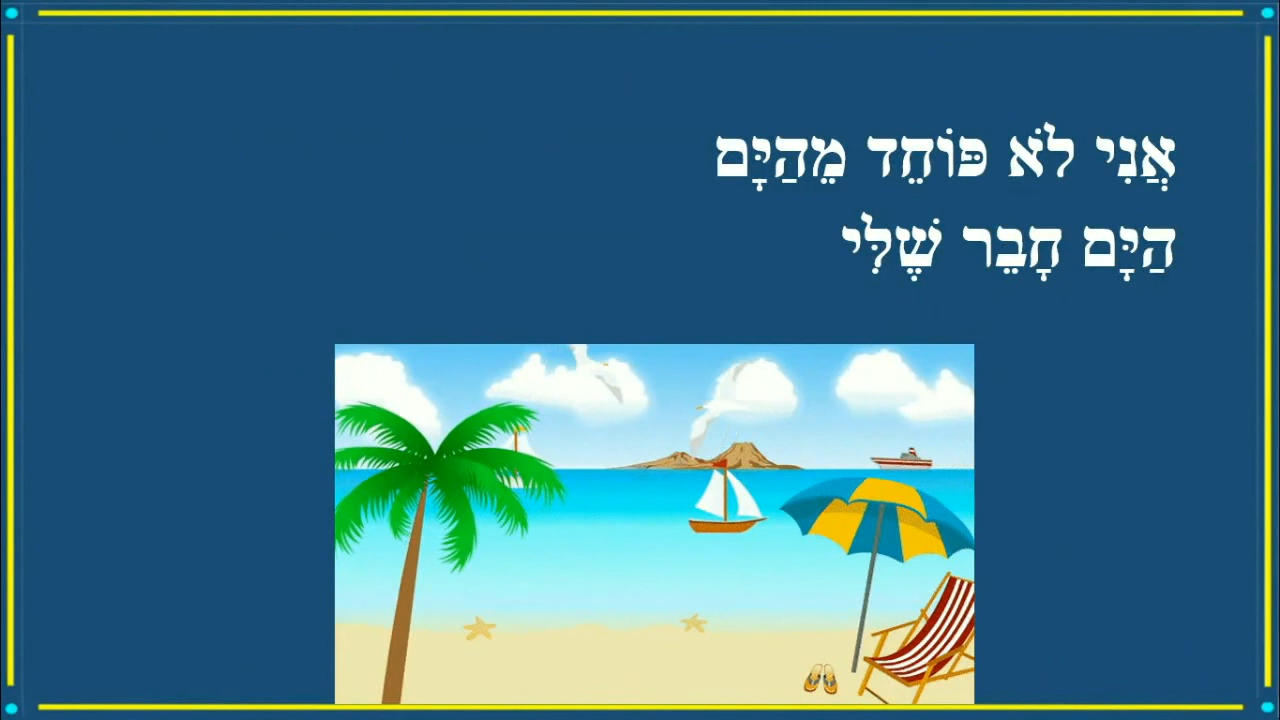 אֲנִי לֹא פּוֹחֵד מֵהַיָּם
הַיָּם חָבֵר שֶׁלִּי